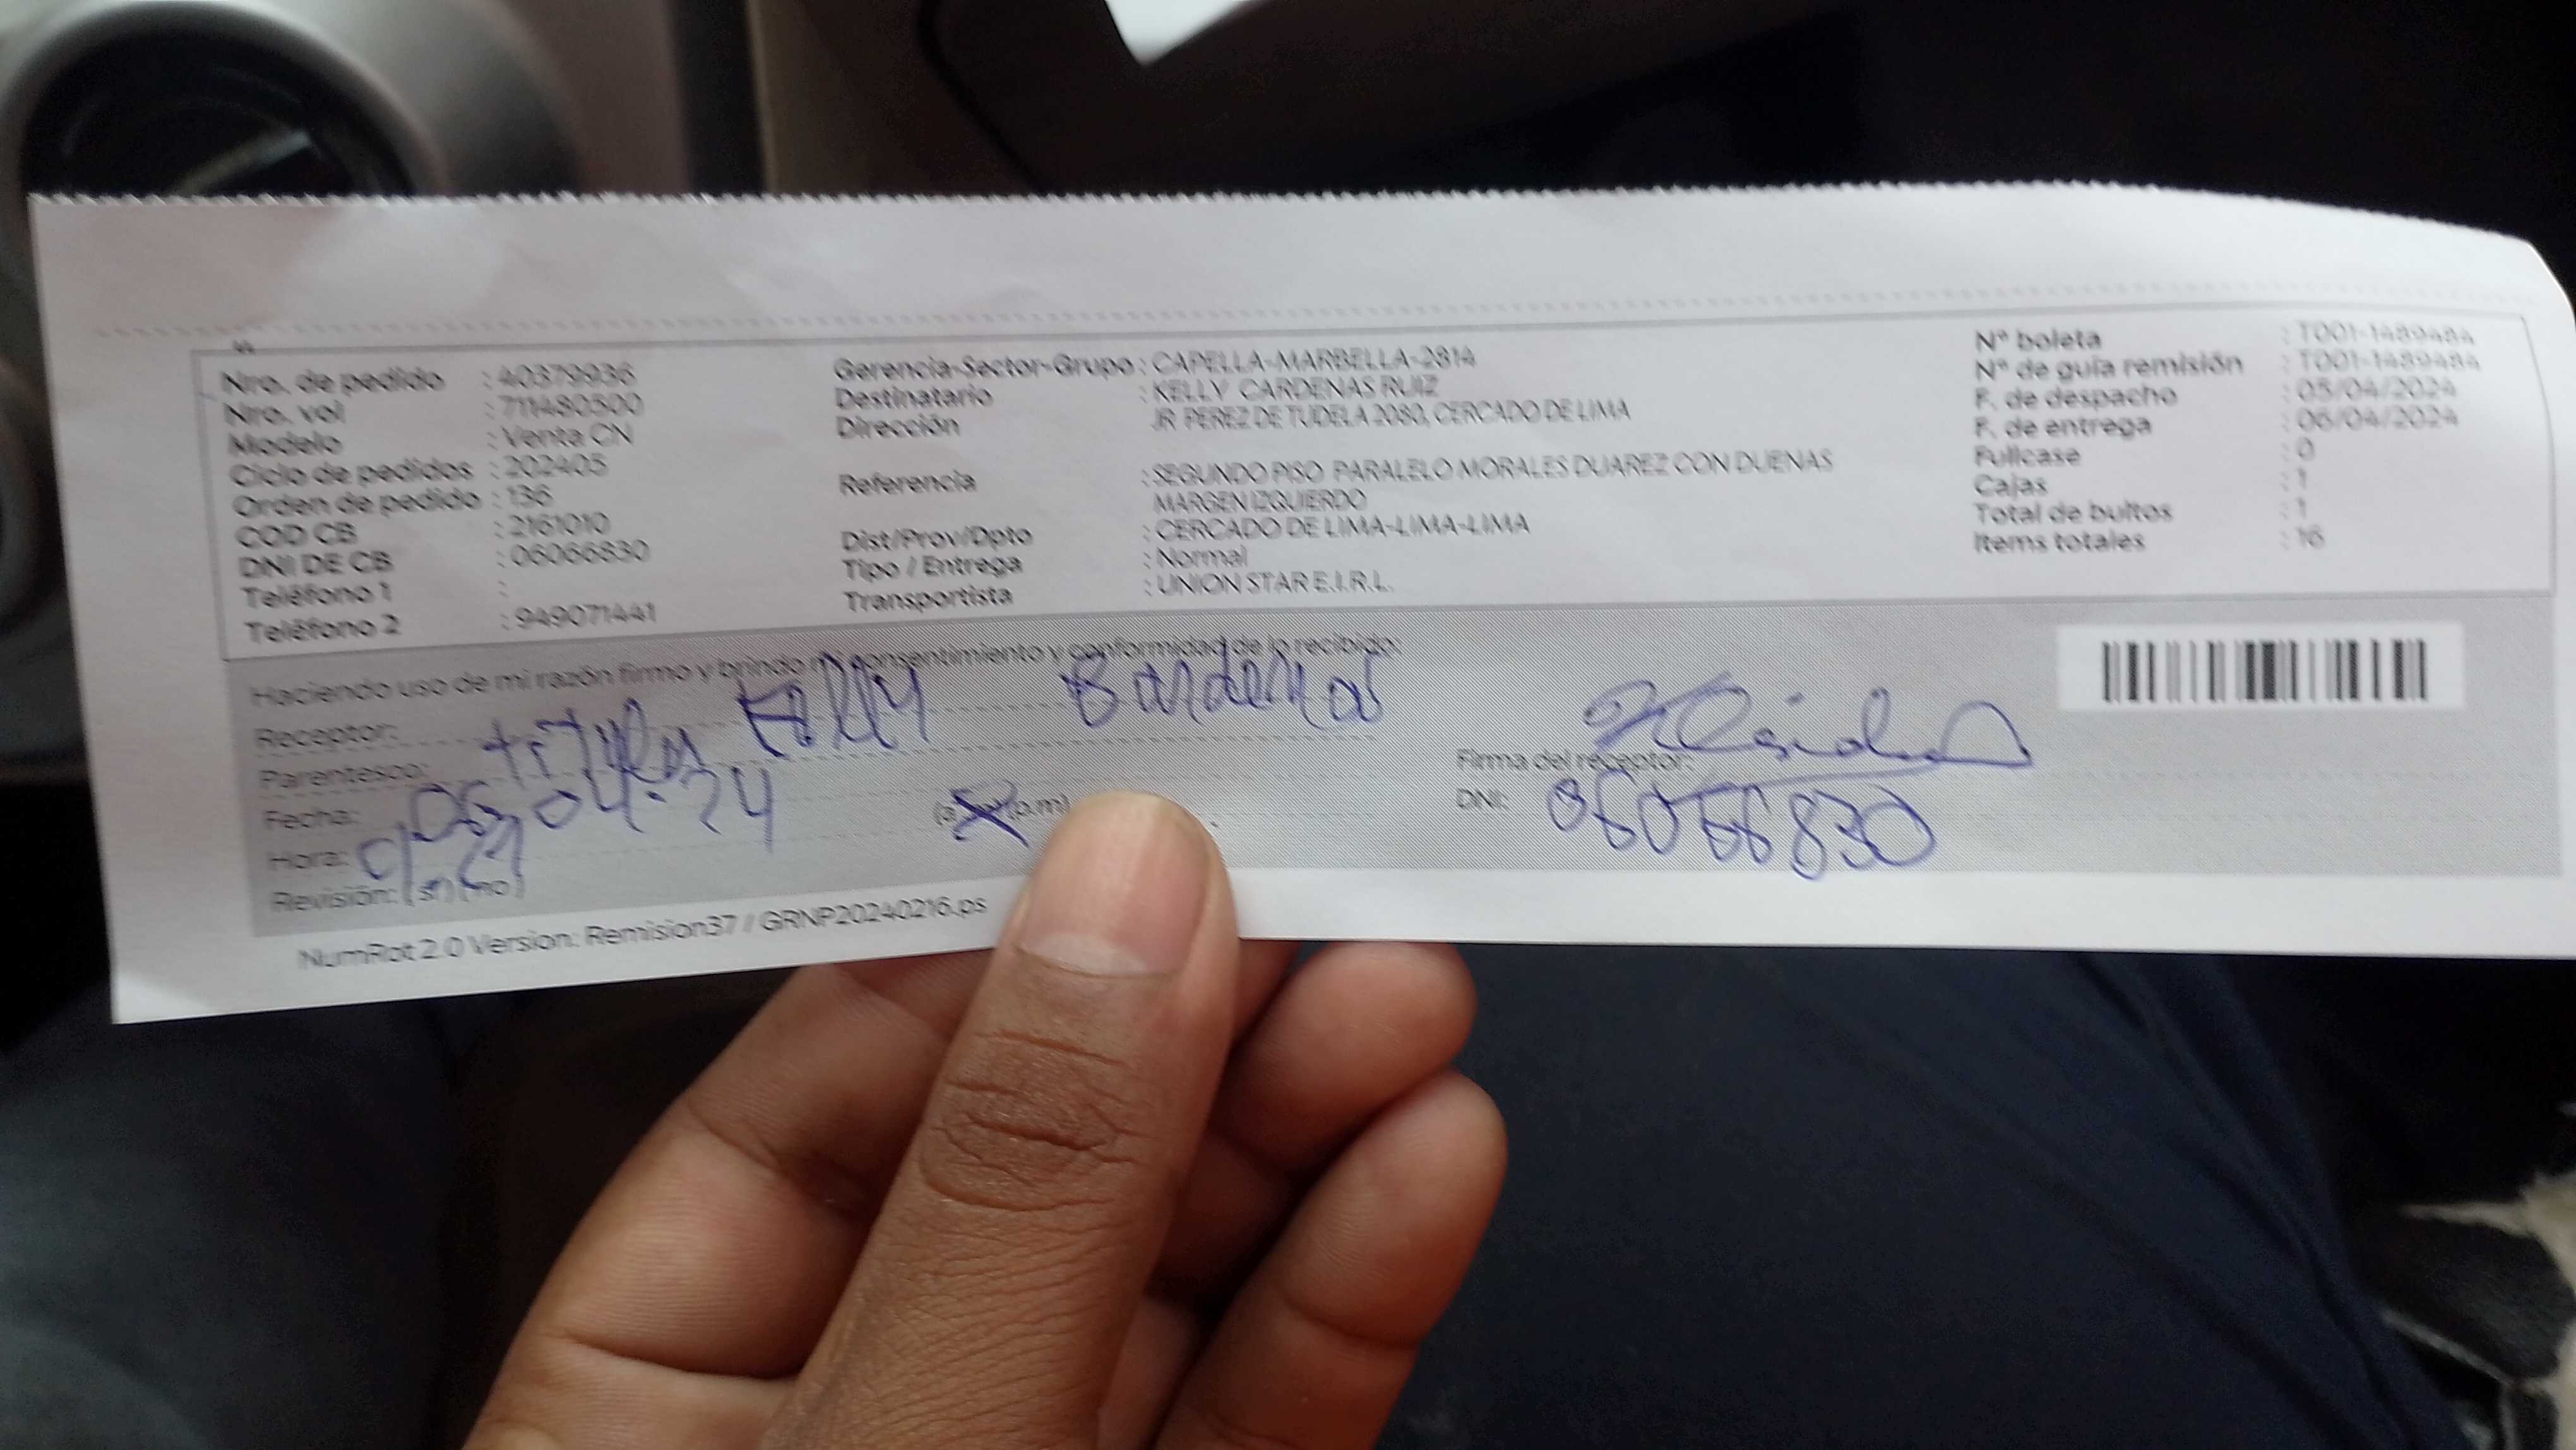 Nro. de pedido : 40379936
Nro. vol : 711480500
Modelo : Venta CN
Ciclo de pedidos : 202405
Orden de pedido : 136
COD CB : 2161010
DNI DE CB : 06066830
Teléfono 1 :
Teléfono 2 : 949071441
Gerencia-Sector-Grupo : CAPELLA-MARBELLA-2814
Destinatario : KELLY CARDENAS RUIZ
Dirección JR PEREZ DE TUDELA 2080, CERCADO DE LIMA
Referencia : SEGUNDO PISO PARALELO MORALES DUAREZ CON DUENAS
MARGEN IZQUIERDO
Dist/Prov/Dpto : CERCADO DE LIMA-LIMA-LIMA
Tipo / Entrega : Normal
Transportista : UNION STAR E.I.R.L.
N° boleta : T001-1489484
N° de guía remisión : T001-1489484
F. de despacho : 05/04/2024
F. de entrega : 06/04/2024
Fullcase : 0
Cajas : 1
Total de bultos : 1
Items totales : 16
Haciendo uso de mi razón firmo y brindo mi consentimiento y conformidad de lo recibido:
Receptor: Kelly
Parentesco: titular
Fecha: 06.04.24
Hora: (p.m)
Revisión: ( si ) ( no )
Firma del receptor:
DNI: 06066830
NumRot 2.0 Version: Remision37 / GRNP20240216.ps